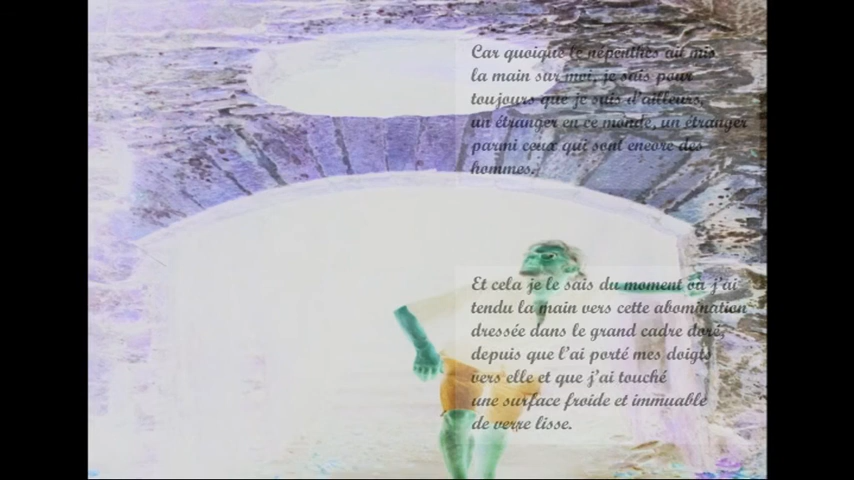 Car quoique le népenthès ait mis
la main sur moi, je sais pour
toujours que je suis d'ailleurs,
un étranger en ce monde, un étranger
parmi ceux qui sont encore des
hommes.
Et cela je le sais du moment où j'ai
tendu la main vers cette abomination
dressée dans le grand cadre doré,
depuis que l'ai porté mes doigts
vers elle et que j'ai touché
une surface froide et immuable
de verre lisse.